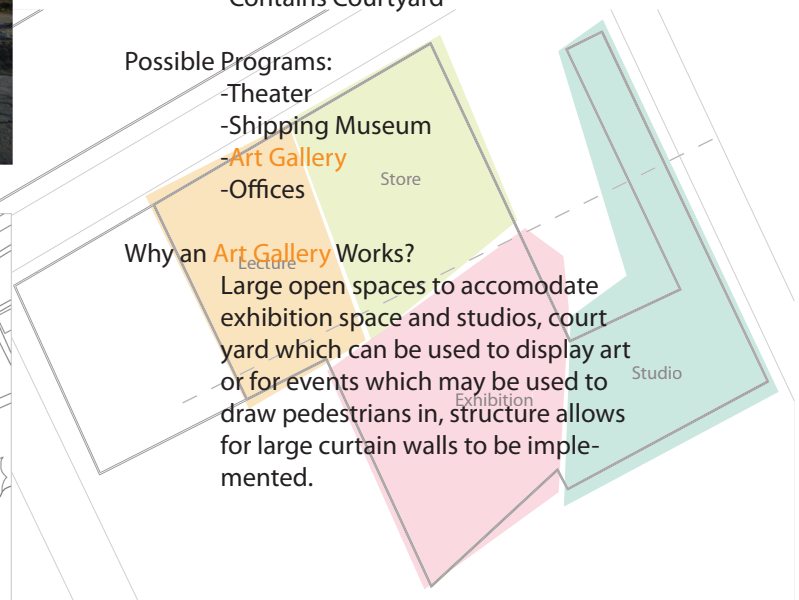 -Contains Courtyard
Possible Programs:
-Theater
-Shipping Museum
-Art Gallery
-Offices
Store
Why an Art Gallery Works?
Lecture
Large open spaces to accomodate
exhibition space and studios, court
yard which can be used to display art
or for events which may be used to
Studio
Exhibition
draw pedestrians in, structure allows
for large curtain walls to be imple-
mented.